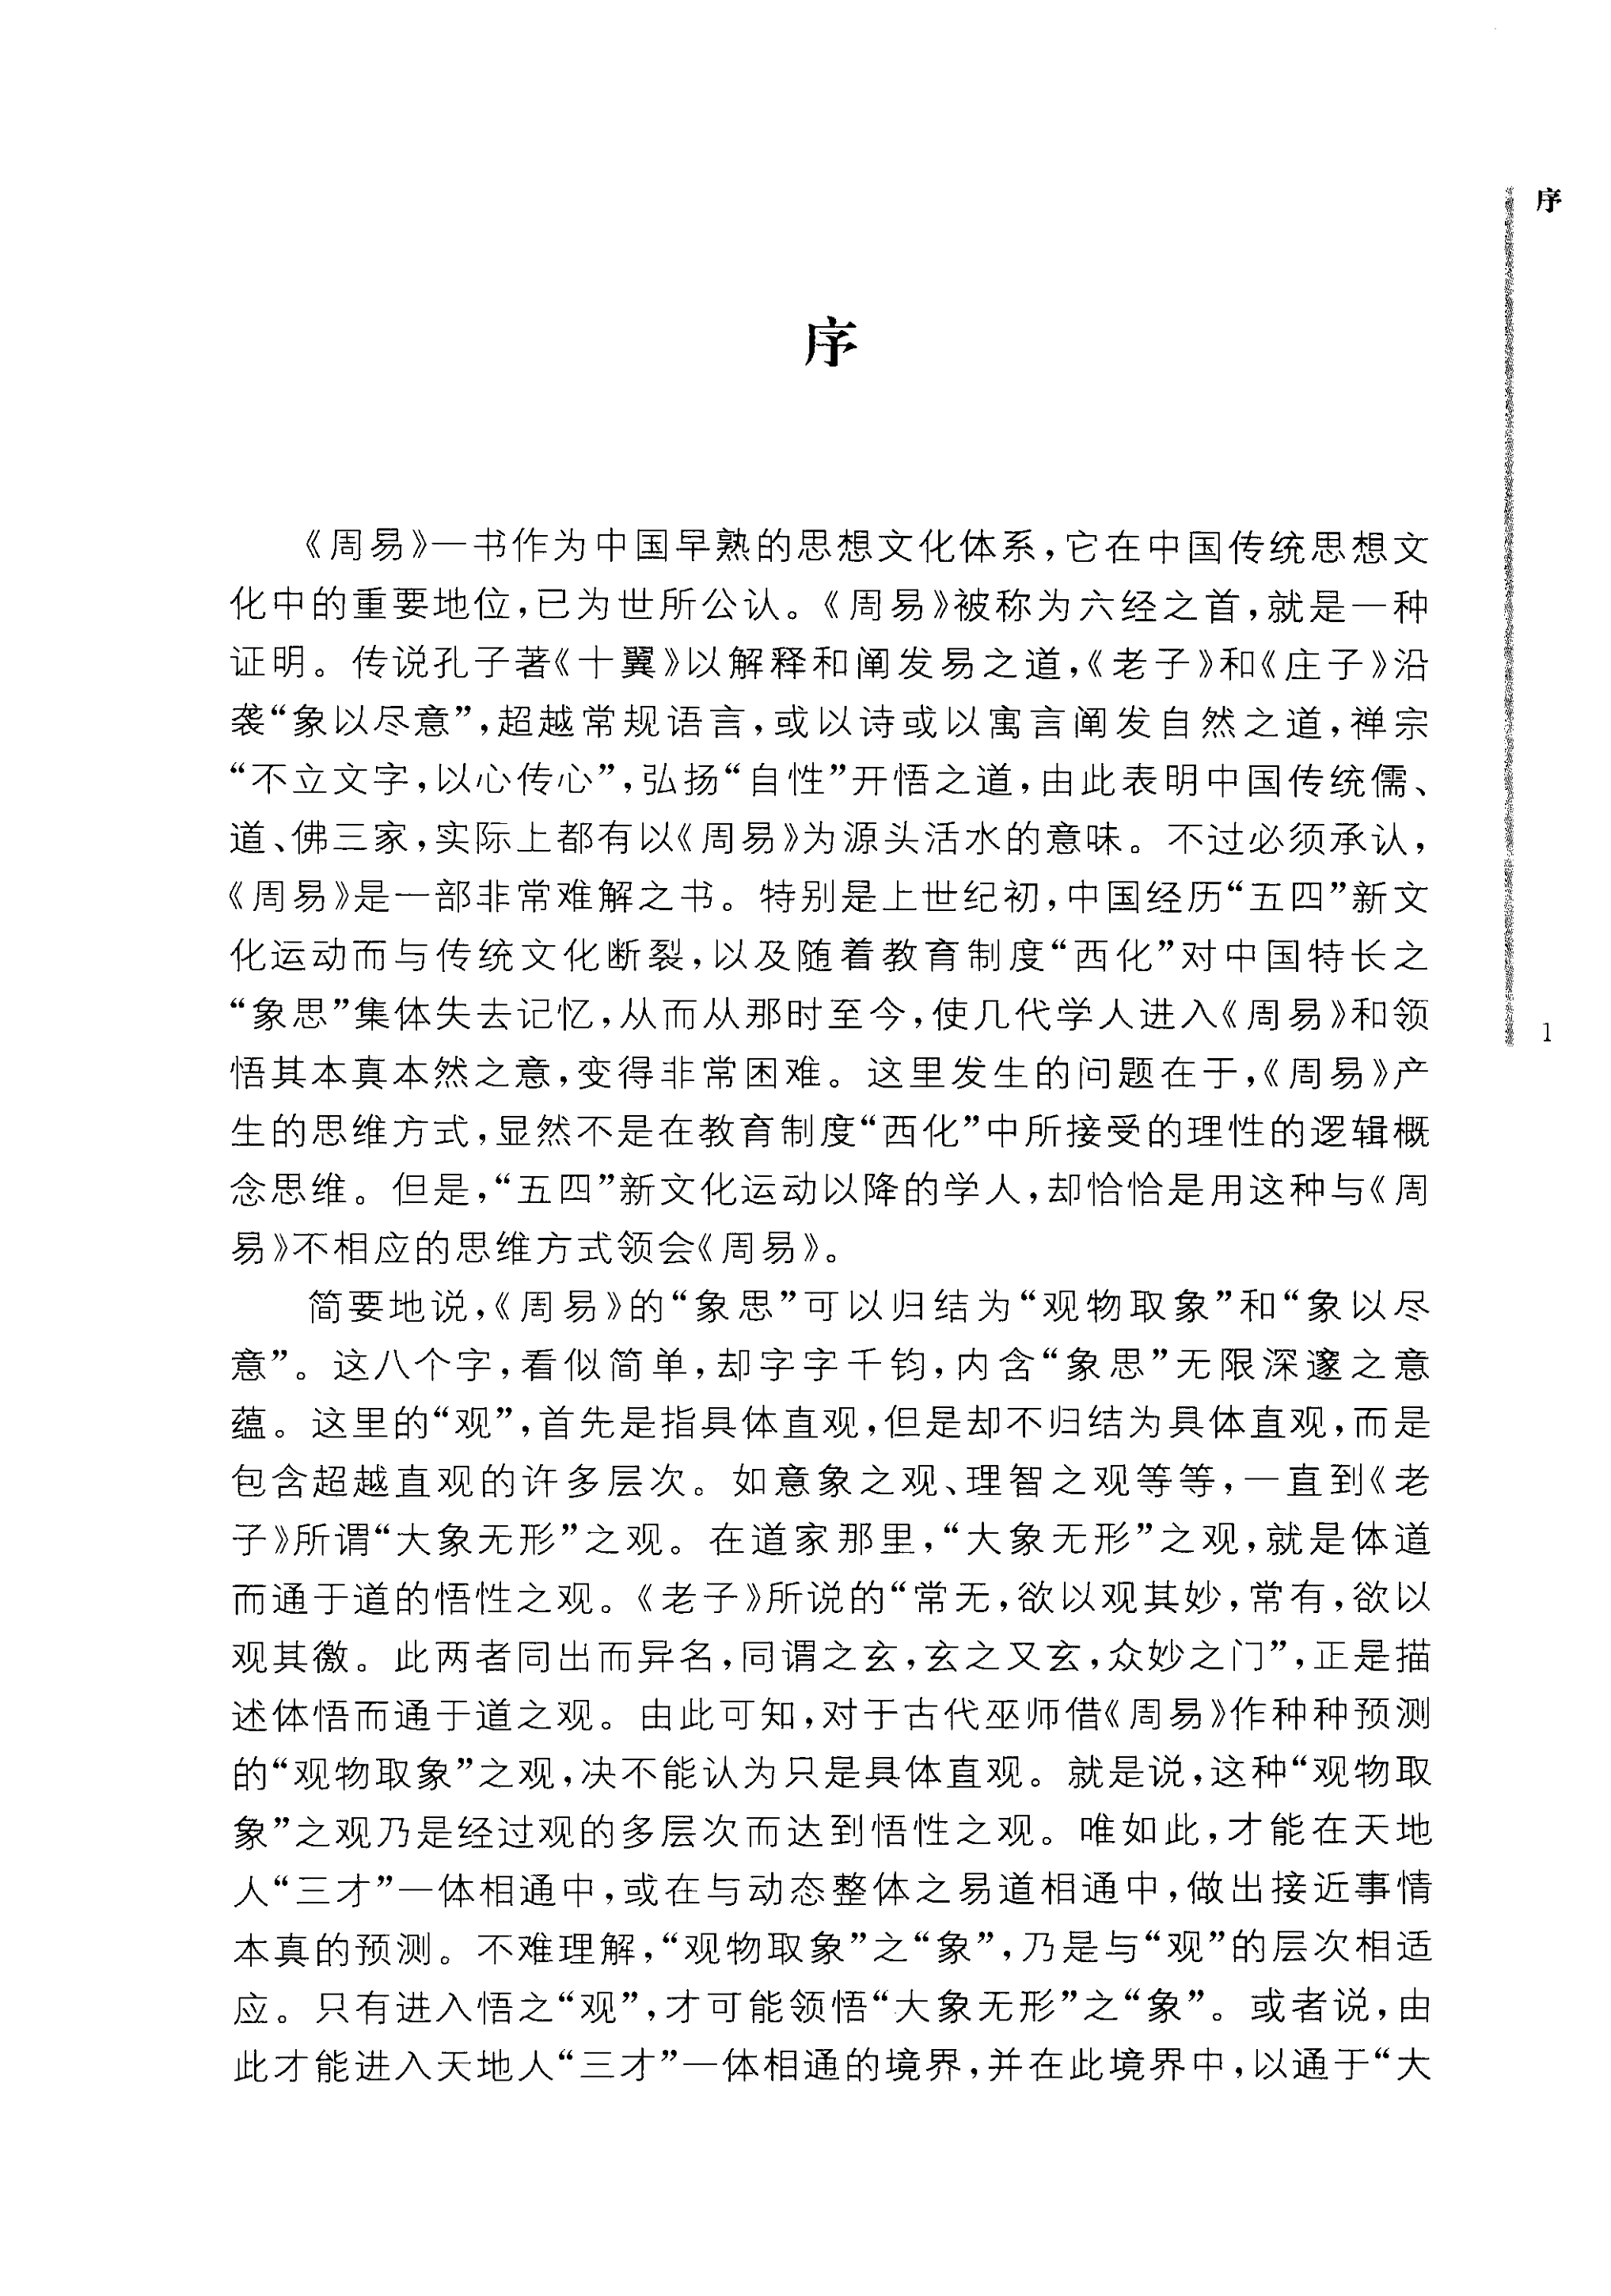 序
序
《周易》一书作为中国早熟的思想文化体系,它在中国传统思想文
化中的重要地位,已为世所公认。《周易》被称为六经之首,就是一种
证明。传说孔子著《十翼》以解释和阐发易之道,《老子》和《庄子》沿
袭“象以尽意”,超越常规语言,或以诗或以寓言阐发自然之道,禅宗
“不立文字,以心传心”,弘扬“自性”开悟之道,由此表明中国传统儒、
道、佛三家,实际上都有以《周易》为源头活水的意味。不过必须承认,
《周易》是一部非常难解之书。特别是上世纪初,中国经历“五四”新文
化运动而与传统文化断裂,以及随着教育制度“西化”对中国特长之
“象思”集体失去记忆,从而从那时至今,使几代学人进入《周易》和领
悟其本真本然之意,变得非常困难。这里发生的问题在于,《周易》产
生的思维方式,显然不是在教育制度“西化”中所接受的理性的逻辑概
念思维。但是,“五四”新文化运动以降的学人,却恰恰是用这种与《周
易》不相应的思维方式领会《周易》。
简要地说,《周易》的“象思”可以归结为“观物取象”和“象以尽
意”。这八个字,看似简单,却字字千钧,内含“象思”无限深邃之意
蕴。这里的“观”,首先是指具体直观,但是却不归结为具体直观,而是
包含超越直观的许多层次。如意象之观、理智之观等等,一直到《老
子》所谓“大象无形”之观。在道家那里,“大象无形”之观,就是体道
而通于道的悟性之观。《老子》所说的“常无,欲以观其妙,常有,欲以
观其徼。此两者同出而异名,同谓之玄,玄之又玄,众妙之门”,正是描
述体悟而通于道之观。由此可知,对于古代巫师借《周易》作种种预测
的“观物取象”之观,决不能认为只是具体直观。就是说,这种“观物取
象”之观乃是经过观的多层次而达到悟性之观。唯如此,才能在天地
人“三才”一体相通中,或在与动态整体之易道相通中,做出接近事情
本真的预测。不难理解,“观物取象”之“象”,乃是与“观”的层次相适
应。只有进入悟之“观”,才可能领悟“大象无形”之“象”。或者说,由
此才能进入天地人“三才”一体相通的境界,并在此境界中,以通于“大
1